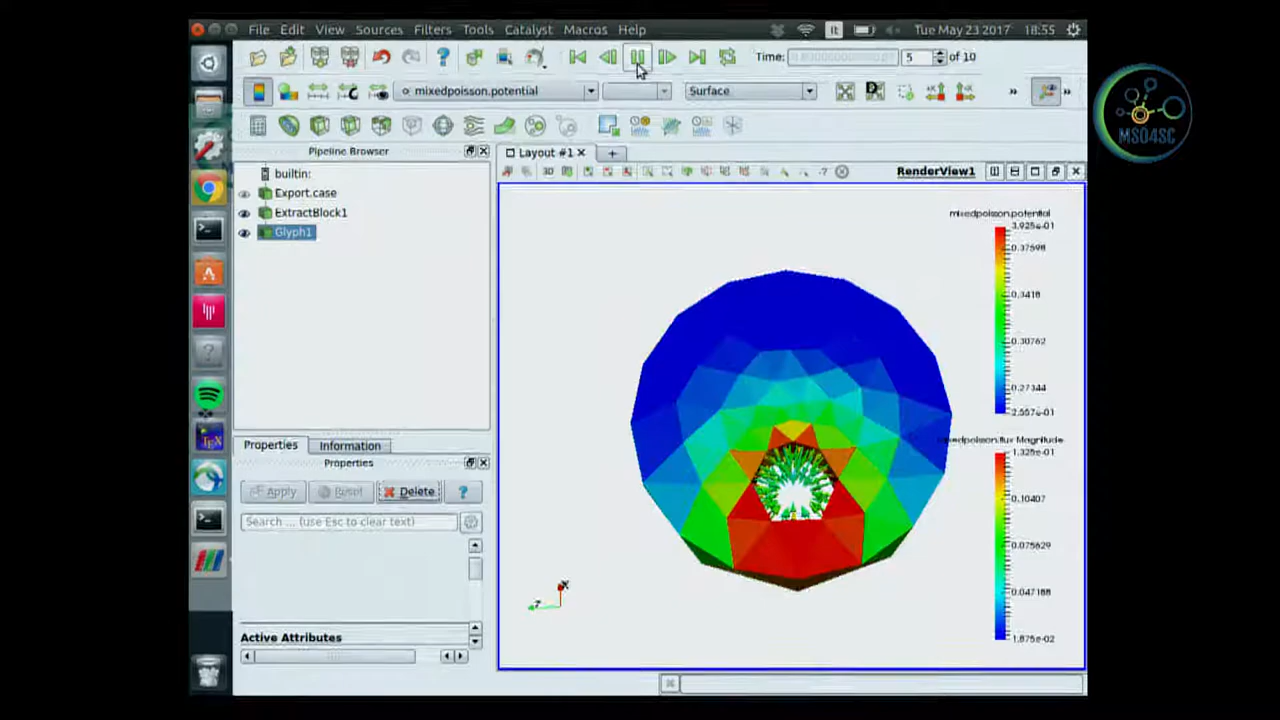 File Edit View Sources Filters Tools Catalyst Macros Help
It
Tue May 23 2017 18:55
Time:
5
of 10
mixedpoisson.potential
Surface
Pipeline Browser
Layout #1
builtin:
Export.case
ExtractBlock1
Glyph1
3D
RenderView1
mixedpoisson.potential
3.925e-01
0.37598
0.3418
0.30762
0.27344
2.557e-01
mixedpoisson.flux Magnitude
1.325e-01
0.10407
0.075629
0.047188
1.875e-02
Properties
Information
Properties
Apply
Reset
Delete
?
Search ... (use Esc to clear text)
Active Attributes
MSO4SC